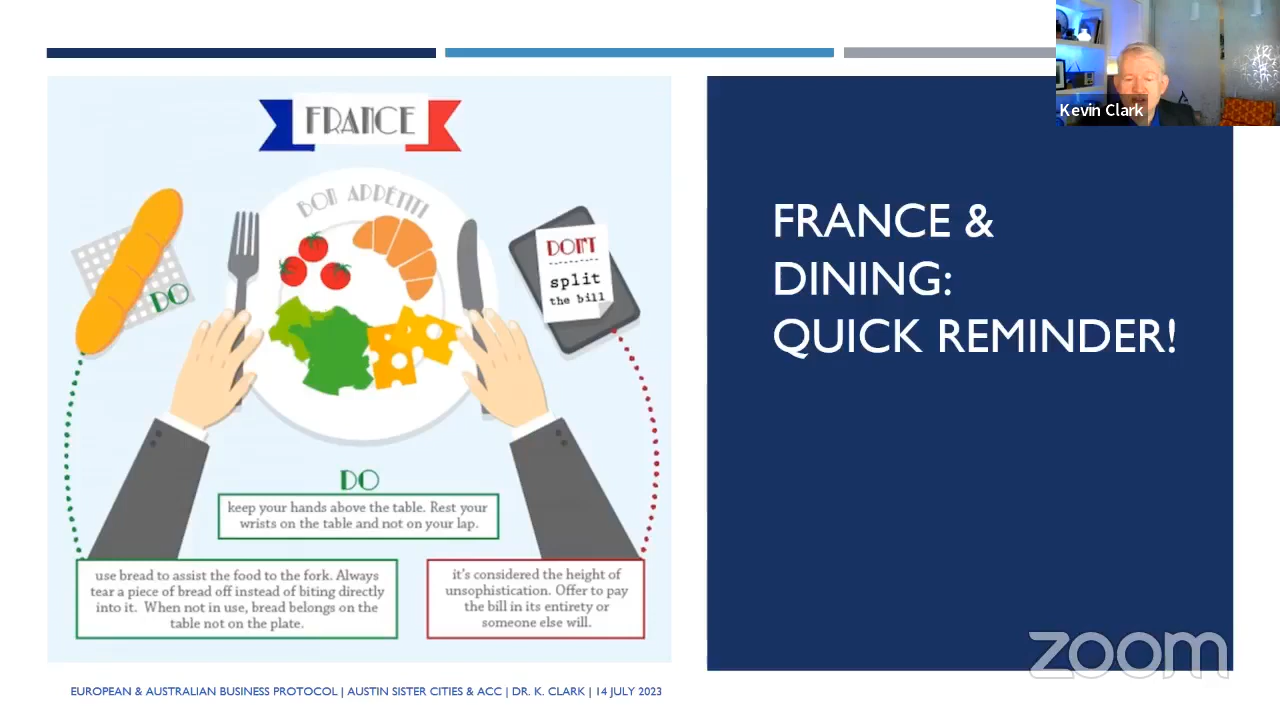 Kevin Clark
FRANCE
BON APPÉTIT!
DO
DON'T
split
the bill
DO
keep your hands above the table. Rest your
wrists on the table and not on your lap.
use bread to assist the food to the fork. Always
tear a piece of bread off instead of biting directly
into it. When not in use, bread belongs on the
table not on the plate.
it's considered the height of
unsophistication. Offer to pay
the bill in its entirety or
someone else will.
FRANCE &
DINING:
QUICK REMINDER!
zoom
EUROPEAN & AUSTRALIAN BUSINESS PROTOCOL | AUSTIN SISTER CITIES & ACC | DR. K. CLARK | 14 JULY 2023